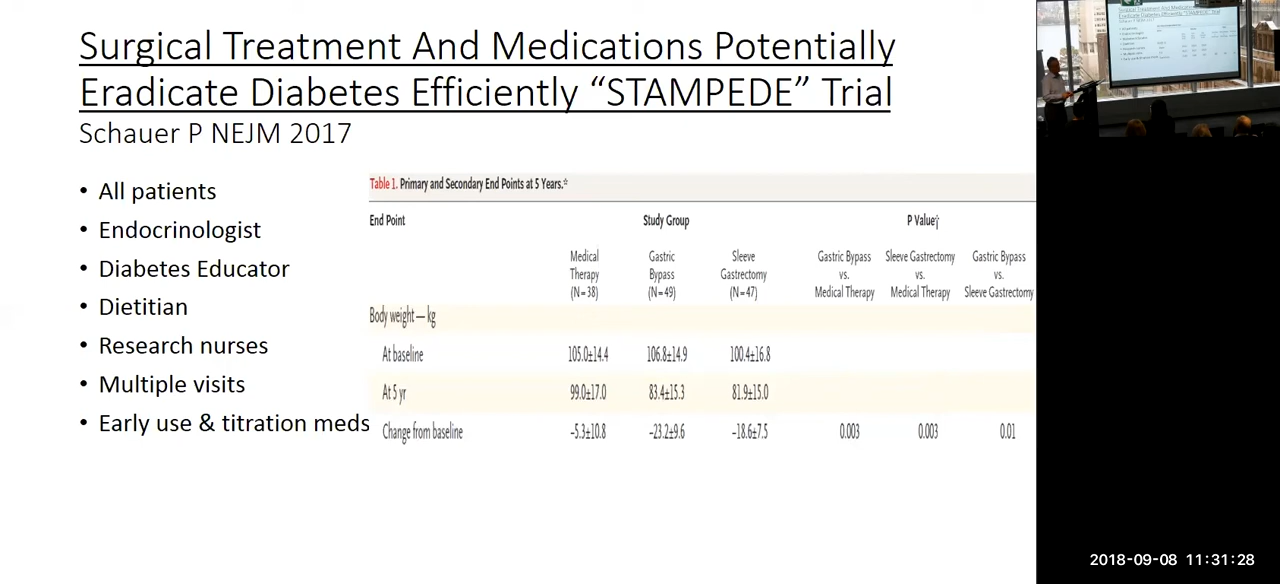 Surgical Treatment And Medications Potentially
Eradicate Diabetes Efficiently “STAMPEDE” Trial
Schauer P NEJM 2017
• All patients
• Endocrinologist
• Diabetes Educator
• Dietitian
• Research nurses
• Multiple visits
• Early use & titration meds
Table 1. Primary and Secondary End Points at 5 Years.*
End Point Study Group P Value†
Medical Gastric Sleeve Gastric Bypass Sleeve Gastrectomy Gastric Bypass
Therapy Bypass Gastrectomy vs. vs. vs.
(N=38) (N=49) (N=47) Medical Therapy Medical Therapy Sleeve Gastrectomy
Body weight — kg
At baseline 105.0±14.4 106.8±14.9 100.4±16.8
At 5 yr 99.0±17.0 83.4±15.3 81.9±15.0
Change from baseline −5.3±10.8 −23.2±9.6 −18.6±7.5 0.003 0.003 0.01
2018-09-08 11:31:28